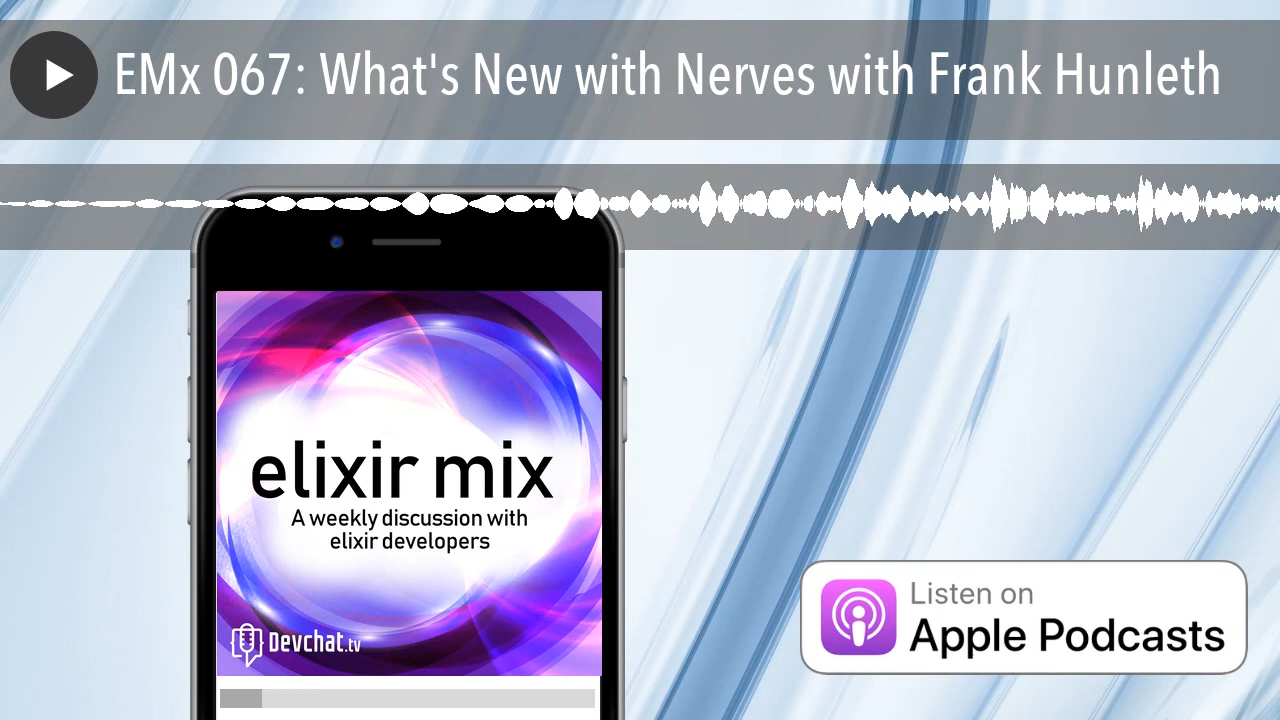 EMx 067: What's New with Nerves with Frank Hunleth
elixir mix
A weekly discussion with
elixir developers
Devchat.tv
Listen on
Apple Podcasts